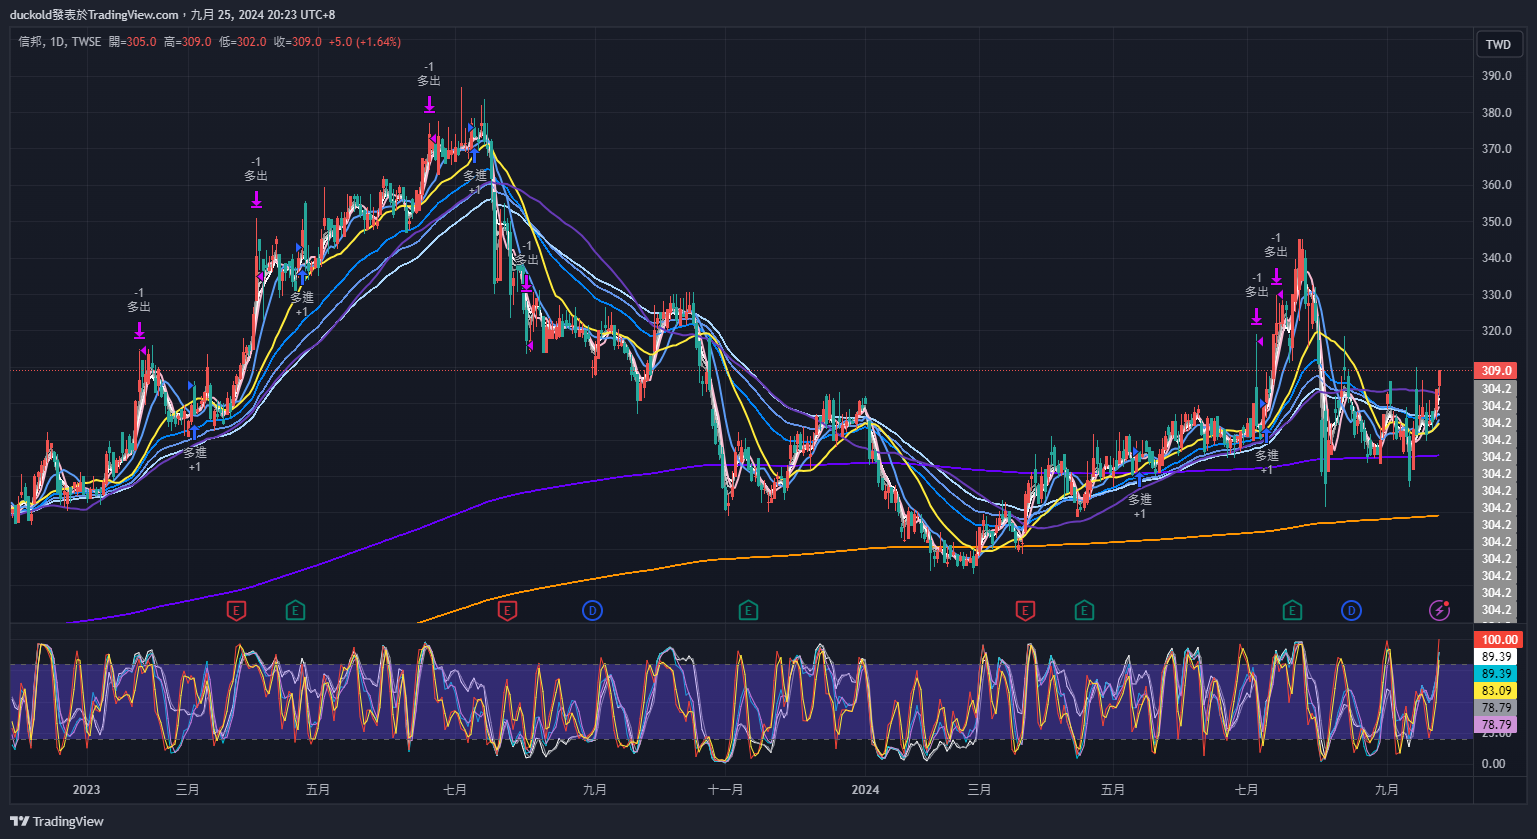 duckold發表於TradingView.com，九月 25, 2024 20:23 UTC+8
信邦, 1D, TWSE 開=305.0 高=309.0 低=302.0 收=309.0 +5.0 (+1.64%)
TWD
390.0
380.0
370.0
360.0
350.0
340.0
330.0
320.0
309.0
304.2
304.2
304.2
304.2
304.2
304.2
304.2
304.2
304.2
304.2
304.2
304.2
304.2
304.2
-1
多出
-1
多出
-1
多出
多進
+1
多進
+1
多進
+1
-1
多出
-1
多出
-1
多出
多進
+1
多進
+1
E
E
E
D
E
E
E
E
D
100.00
89.39
89.39
83.09
78.79
78.79
25.00
0.00
2023
三月
五月
七月
九月
十一月
2024
三月
五月
七月
九月
TradingView